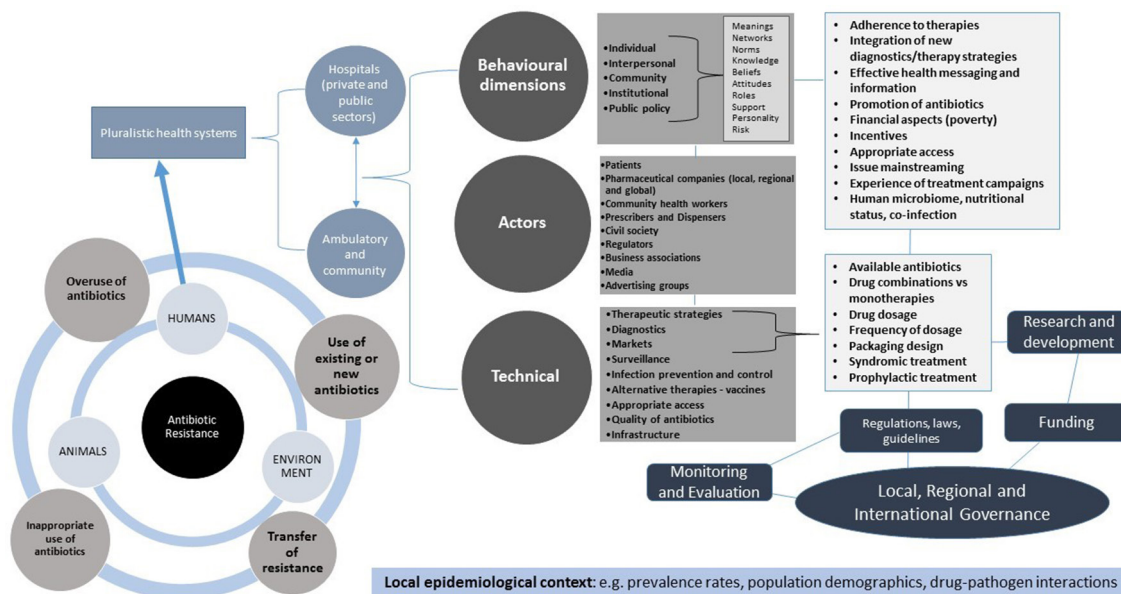 Pluralistic health systems
Hospitals
(private and
public
sectors)
Ambulatory
and
community
Overuse of
antibiotics
HUMANS
Use of
existing or
new
antibiotics
Antibiotic
Resistance
ANIMALS
ENVIRON
MENT
Inappropriate
use of
antibiotics
Transfer
of
resistance
Behavioural
dimensions
•Individual
•Interpersonal
•Community
•Institutional
•Public policy
Meanings
Networks
Norms
Knowledge
Beliefs
Attitudes
Roles
Support
Personality
Risk
• Adherence to therapies
• Integration of new
diagnostics/therapy strategies
• Effective health messaging and
information
• Promotion of antibiotics
• Financial aspects (poverty)
• Incentives
• Appropriate access
• Issue mainstreaming
• Experience of treatment campaigns
• Human microbiome, nutritional
status, co-infection
Actors
•Patients
•Pharmaceutical companies (local, regional
and global)
•Community health workers
•Prescribers and Dispensers
•Civil society
•Regulators
•Business associations
•Media
•Advertising groups
Technical
•Therapeutic strategies
•Diagnostics
•Markets
•Surveillance
•Infection prevention and control
•Alternative therapies - vaccines
•Appropriate access
•Quality of antibiotics
•Infrastructure
• Available antibiotics
• Drug combinations vs
monotherapies
• Drug dosage
• Frequency of dosage
• Packaging design
• Syndromic treatment
• Prophylactic treatment
Research and
development
Regulations, laws,
guidelines
Funding
Monitoring
and Evaluation
Local, Regional and
International Governance
Local epidemiological context: e.g. prevalence rates, population demographics, drug-pathogen interactions